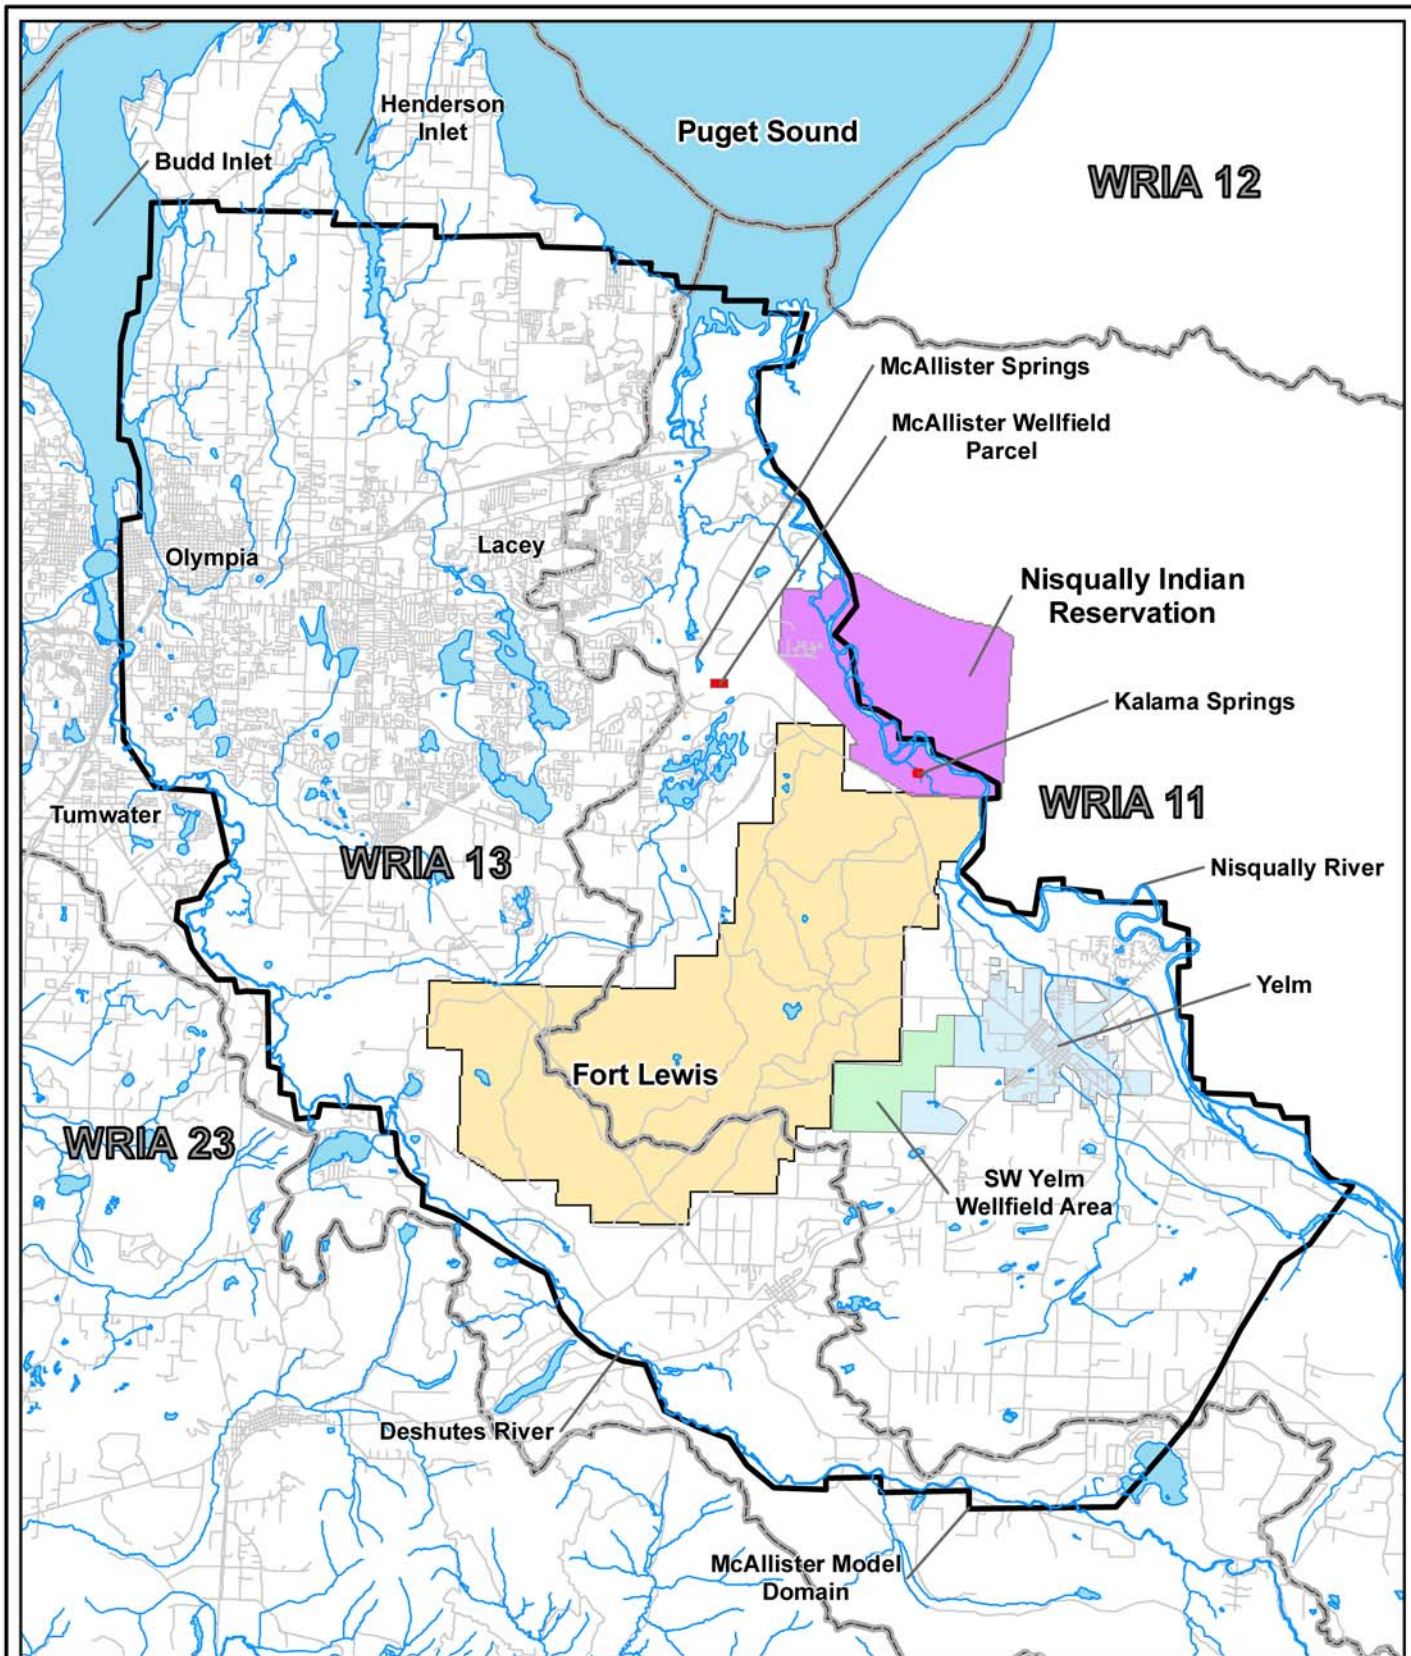 Henderson
Inlet
Budd Inlet
Puget Sound
WRIA 12
McAllister Springs
McAllister Wellfield
Parcel
Olympia
Lacey
Nisqually Indian
Reservation
Kalama Springs
Tumwater
WRIA 11
WRIA 13
Nisqually River
Yelm
Fort Lewis
WRIA 23
SW Yelm
Wellfield Area
Deshutes River
McAllister Model
Domain